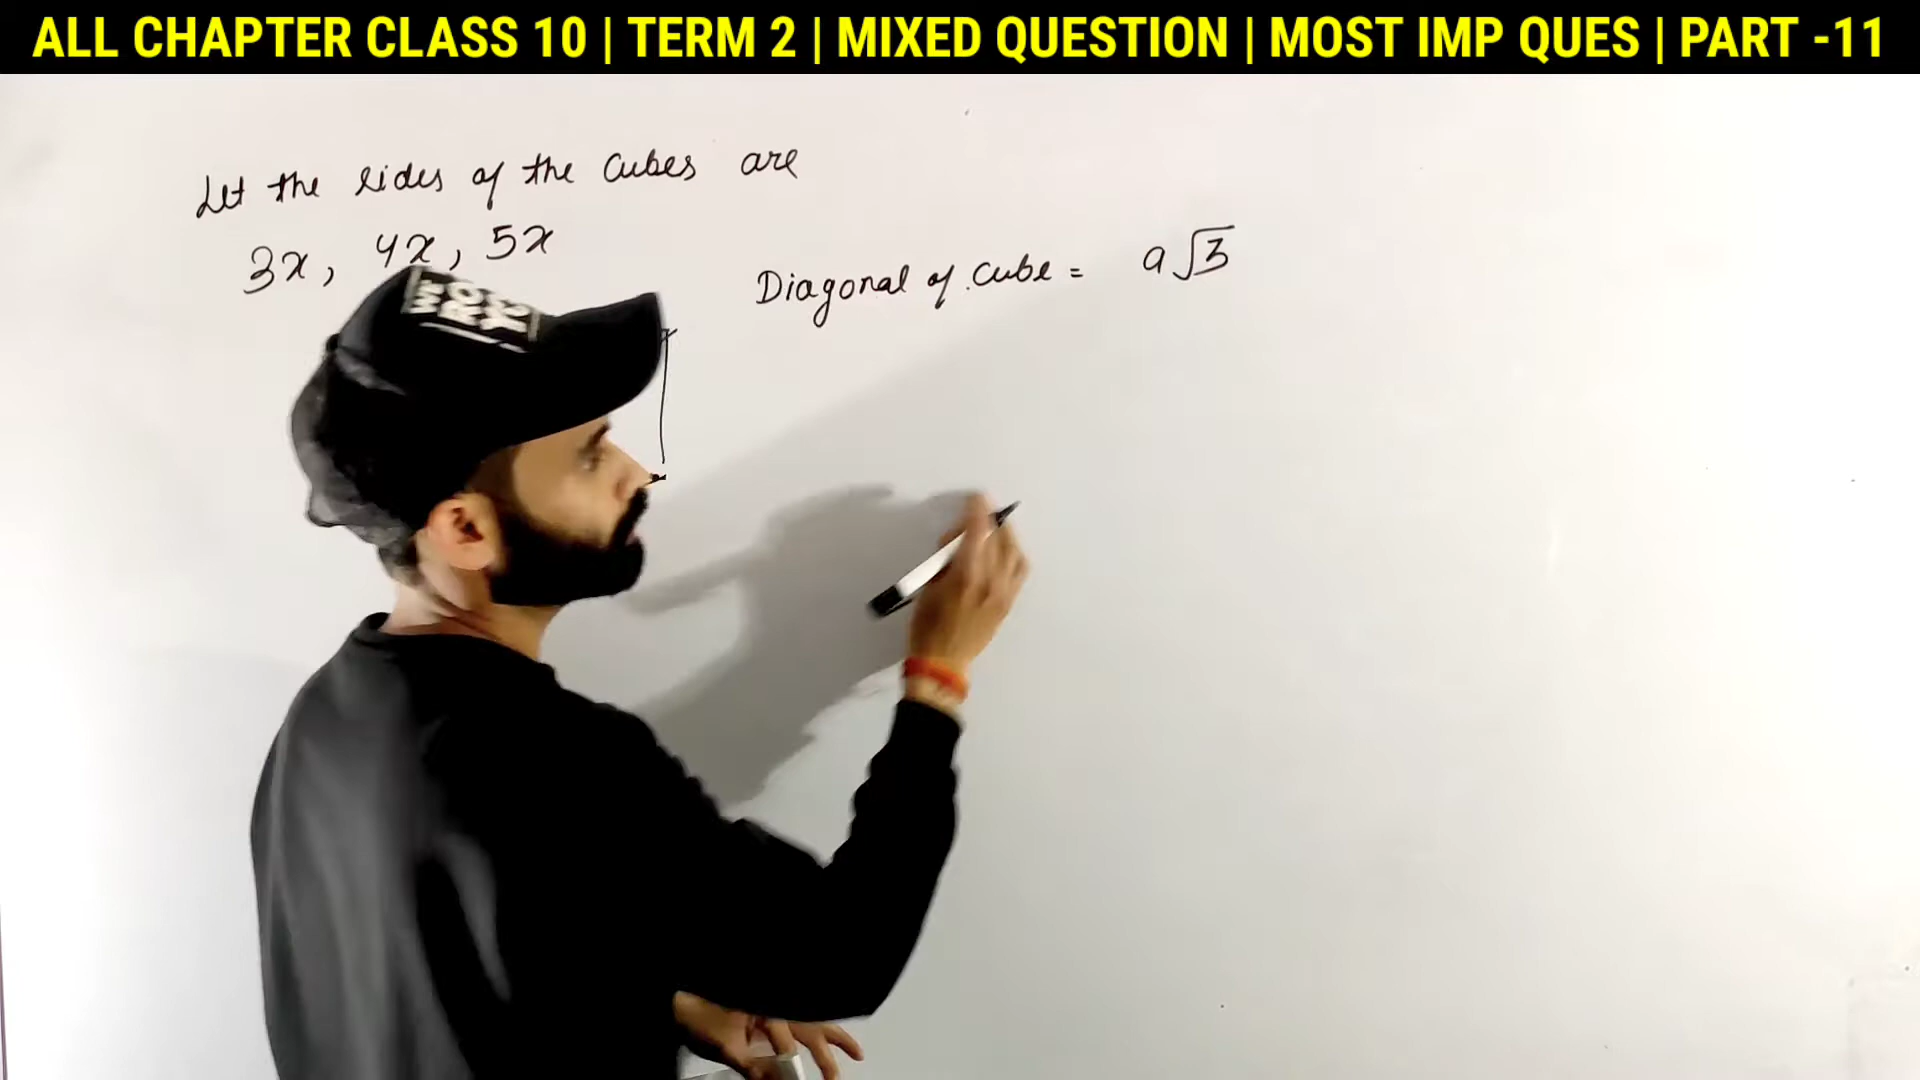 ALL CHAPTER CLASS 10 | TERM 2 | MIXED QUESTION | MOST IMP QUES | PART -11
Let the sides of the cubes are
3x, 4x, 5x
Diagonal of cube = a√3